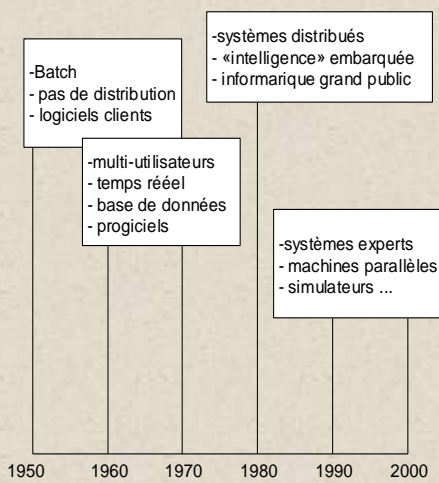 -Batch
- pas de distribution
- logiciels clients
-multi-utilisateurs
- temps rééel
- base de données
- progiciels
-systèmes distribués
- «intelligence» embarquée
- informarique grand public
-systèmes experts
- machines parallèles
- simulateurs ...
1950 1960 1970 1980 1990 2000